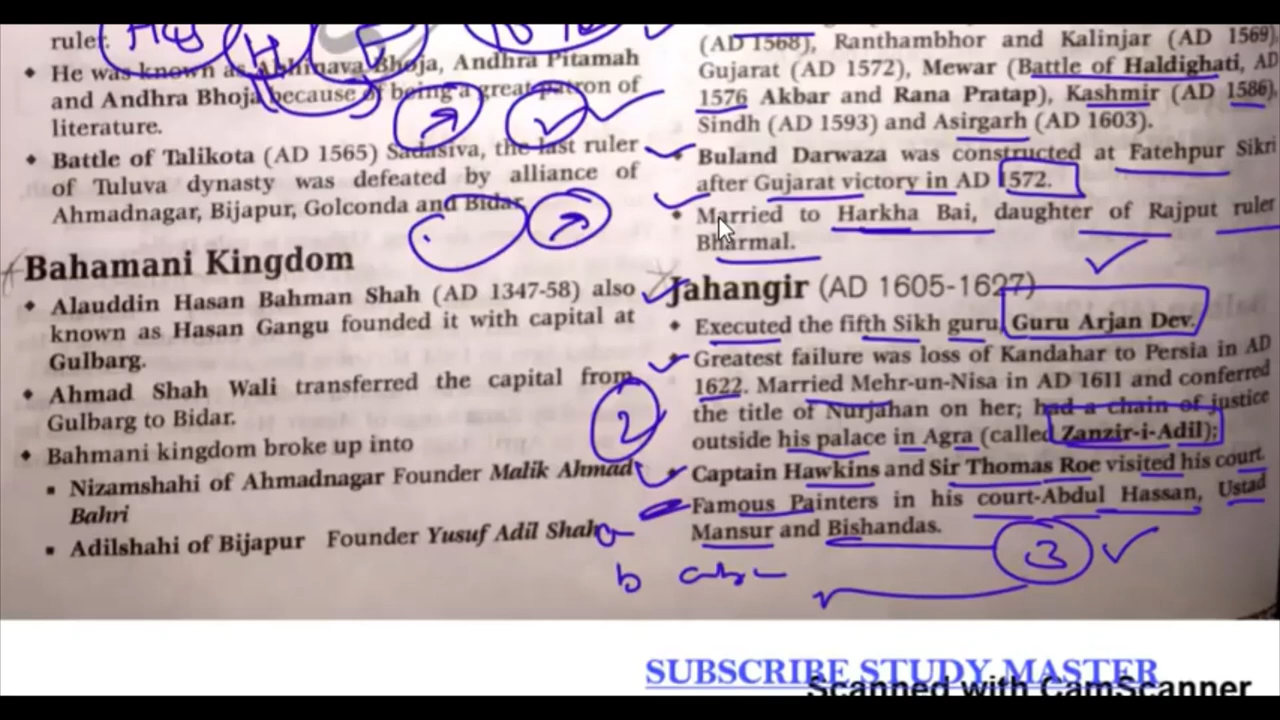 ruler.
• He was known as Abhinava Bhoja, Andhra Pitamah
and Andhra Bhoja because of being a great patron of
literature.
• Battle of Talikota (AD 1565) Sadasiva, the last ruler
of Tuluva dynasty was defeated by alliance of
Ahmadnagar, Bijapur, Golconda and Bidar
Bahamani Kingdom
• Alauddin Hasan Bahman Shah (AD 1347-58) also
known as Hasan Gangu founded it with capital at
Gulbarg.
• Ahmad Shah Wali transferred the capital from
Gulbarg to Bidar.
• Bahmani kingdom broke up into
▪ Nizamshahi of Ahmadnagar Founder Malik Ahmad
Bahri
▪ Adilshahi of Bijapur Founder Yusuf Adil Shah
(AD 1568), Ranthambhor and Kalinjar (AD 1569)
Gujarat (AD 1572), Mewar (Battle of Haldighati, AD
1576 Akbar and Rana Pratap), Kashmir (AD 1586),
Sindh (AD 1593) and Asirgarh (AD 1603).
• Buland Darwaza was constructed at Fatehpur Sikri
after Gujarat victory in AD 1572.
• Married to Harkha Bai, daughter of Rajput ruler
Bharmal.
Jahangir (AD 1605-1627)
• Executed the fifth Sikh guru, Guru Arjan Dev.
• Greatest failure was loss of Kandahar to Persia in AD
1622. Married Mehr-un-Nisa in AD 1611 and conferred
the title of Nurjahan on her; had a chain of justice
outside his palace in Agra (called Zanzir-i-Adil);
Captain Hawkins and Sir Thomas Roe visited his court
Famous Painters in his court-Abdul Hassan, Ustad
Mansur and Bishandas.
2
3
SUBSCRIBE STUDY MASTER
Scanned with CamScanner